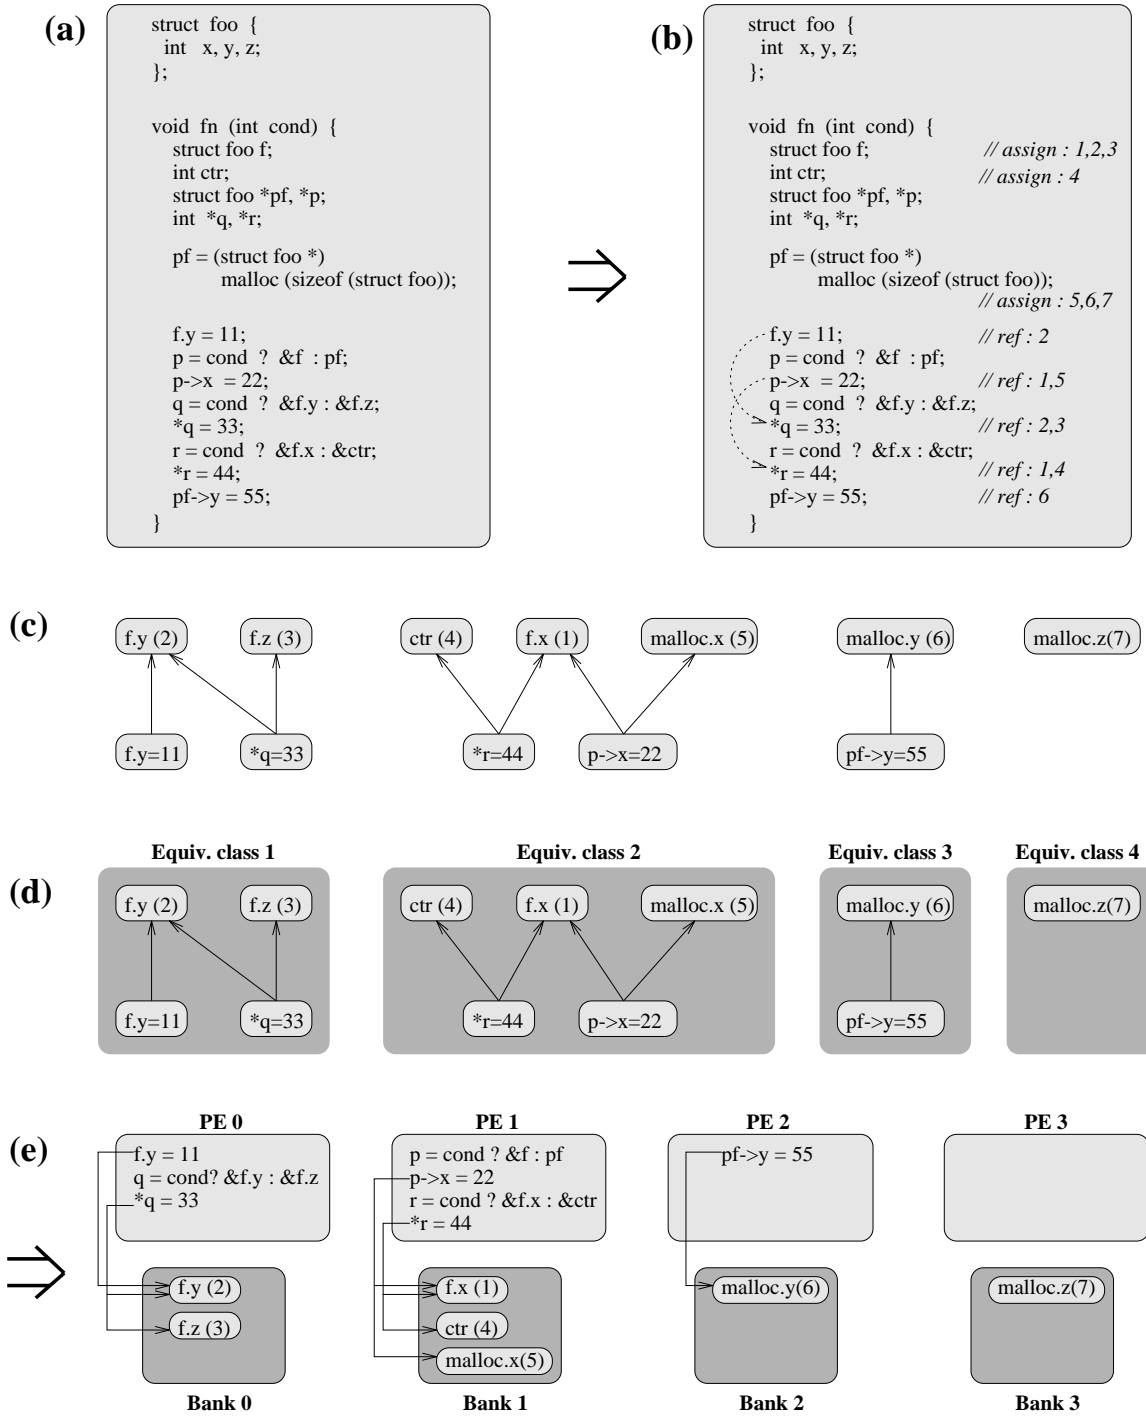 (a)
struct foo {
int x, y, z;
};
void fn (int cond) {
struct foo f;
int ctr;
struct foo *pf, *p;
int *q, *r;
pf = (struct foo *)
malloc (sizeof (struct foo));
f.y = 11;
p = cond ? &f : pf;
p->x = 22;
q = cond ? &f.y : &f.z;
*q = 33;
r = cond ? &f.x : &ctr;
*r = 44;
pf->y = 55;
}
(b)
struct foo {
int x, y, z;
};
void fn (int cond) {
struct foo f; // assign : 1,2,3
int ctr; // assign : 4
struct foo *pf, *p;
int *q, *r;
pf = (struct foo *)
malloc (sizeof (struct foo));
// assign : 5,6,7
f.y = 11; // ref : 2
p = cond ? &f : pf;
p->x = 22; // ref : 1,5
q = cond ? &f.y : &f.z;
*q = 33; // ref : 2,3
r = cond ? &f.x : &ctr;
*r = 44; // ref : 1,4
pf->y = 55; // ref : 6
}
(c)
f.y (2) f.z (3) ctr (4) f.x (1) malloc.x (5) malloc.y (6) malloc.z(7)
f.y=11 *q=33 *r=44 p->x=22 pf->y=55
Equiv. class 1 Equiv. class 2 Equiv. class 3 Equiv. class 4
(d)
f.y (2) f.z (3) ctr (4) f.x (1) malloc.x (5) malloc.y (6) malloc.z(7)
f.y=11 *q=33 *r=44 p->x=22 pf->y=55
(e)
PE 0
f.y = 11
q = cond? &f.y : &f.z
*q = 33
f.y (2)
f.z (3)
Bank 0
PE 1
p = cond ? &f : pf
p->x = 22
r = cond ? &f.x : &ctr
*r = 44
f.x (1)
ctr (4)
malloc.x(5)
Bank 1
PE 2
pf->y = 55
malloc.y(6)
Bank 2
PE 3
malloc.z(7)
Bank 3